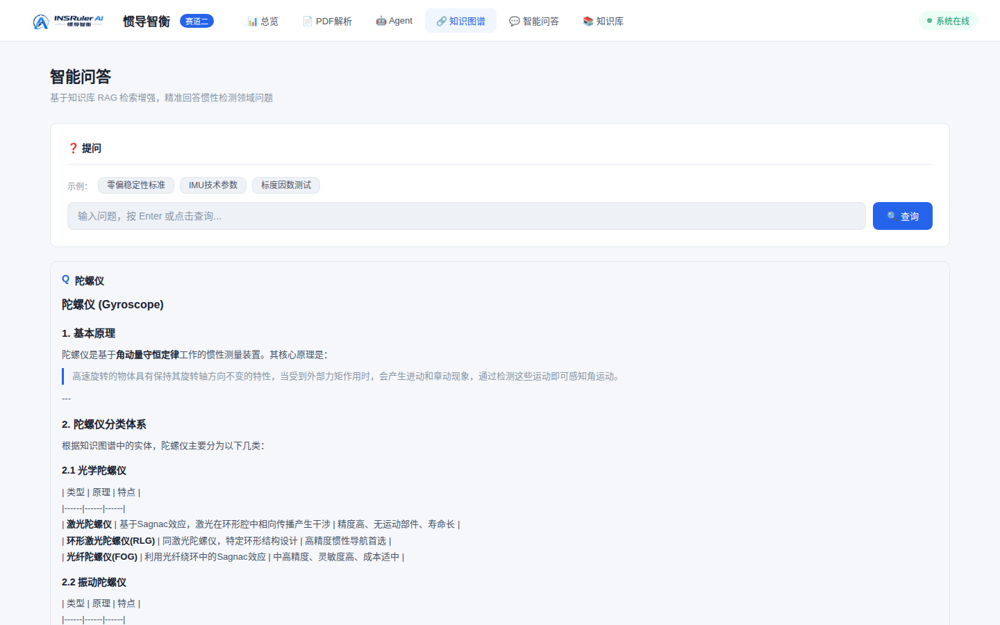 INSRuler AI
惯导智衡
惯导智衡
赛道二
📊 总览
📄 PDF解析
🤖 Agent
🔗 知识图谱
💬 智能问答
📚 知识库
系统在线
智能问答
基于知识库 RAG 检索增强，精准回答惯性检测领域问题
❓ 提问
示例：
零偏稳定性标准
IMU技术参数
标度因数测试
输入问题，按 Enter 或点击查询...
🔍 查询
Q 陀螺仪
陀螺仪 (Gyroscope)
1. 基本原理
陀螺仪是基于角动量守恒定律工作的惯性测量装置。其核心原理是：
高速旋转的物体具有保持其旋转轴方向不变的特性，当受到外部力矩作用时，会产生进动和章动现象，通过检测这些运动即可感知角运动。
---
2. 陀螺仪分类体系
根据知识图谱中的实体，陀螺仪主要分为以下几类：
2.1 光学陀螺仪
| 类型 | 原理 | 特点 |
|------|------|------|
| 激光陀螺仪 | 基于Sagnac效应，激光在环形腔中相向传播产生干涉 | 精度高、无运动部件、寿命长 |
| 环形激光陀螺仪(RLG) | 同激光陀螺仪，特定环形结构设计 | 高精度惯性导航首选 |
| 光纤陀螺仪(FOG) | 利用光纤绕环中的Sagnac效应 | 中高精度、灵敏度高、成本适中 |
2.2 振动陀螺仪
| 类型 | 原理 | 特点 |
|------|------|------|